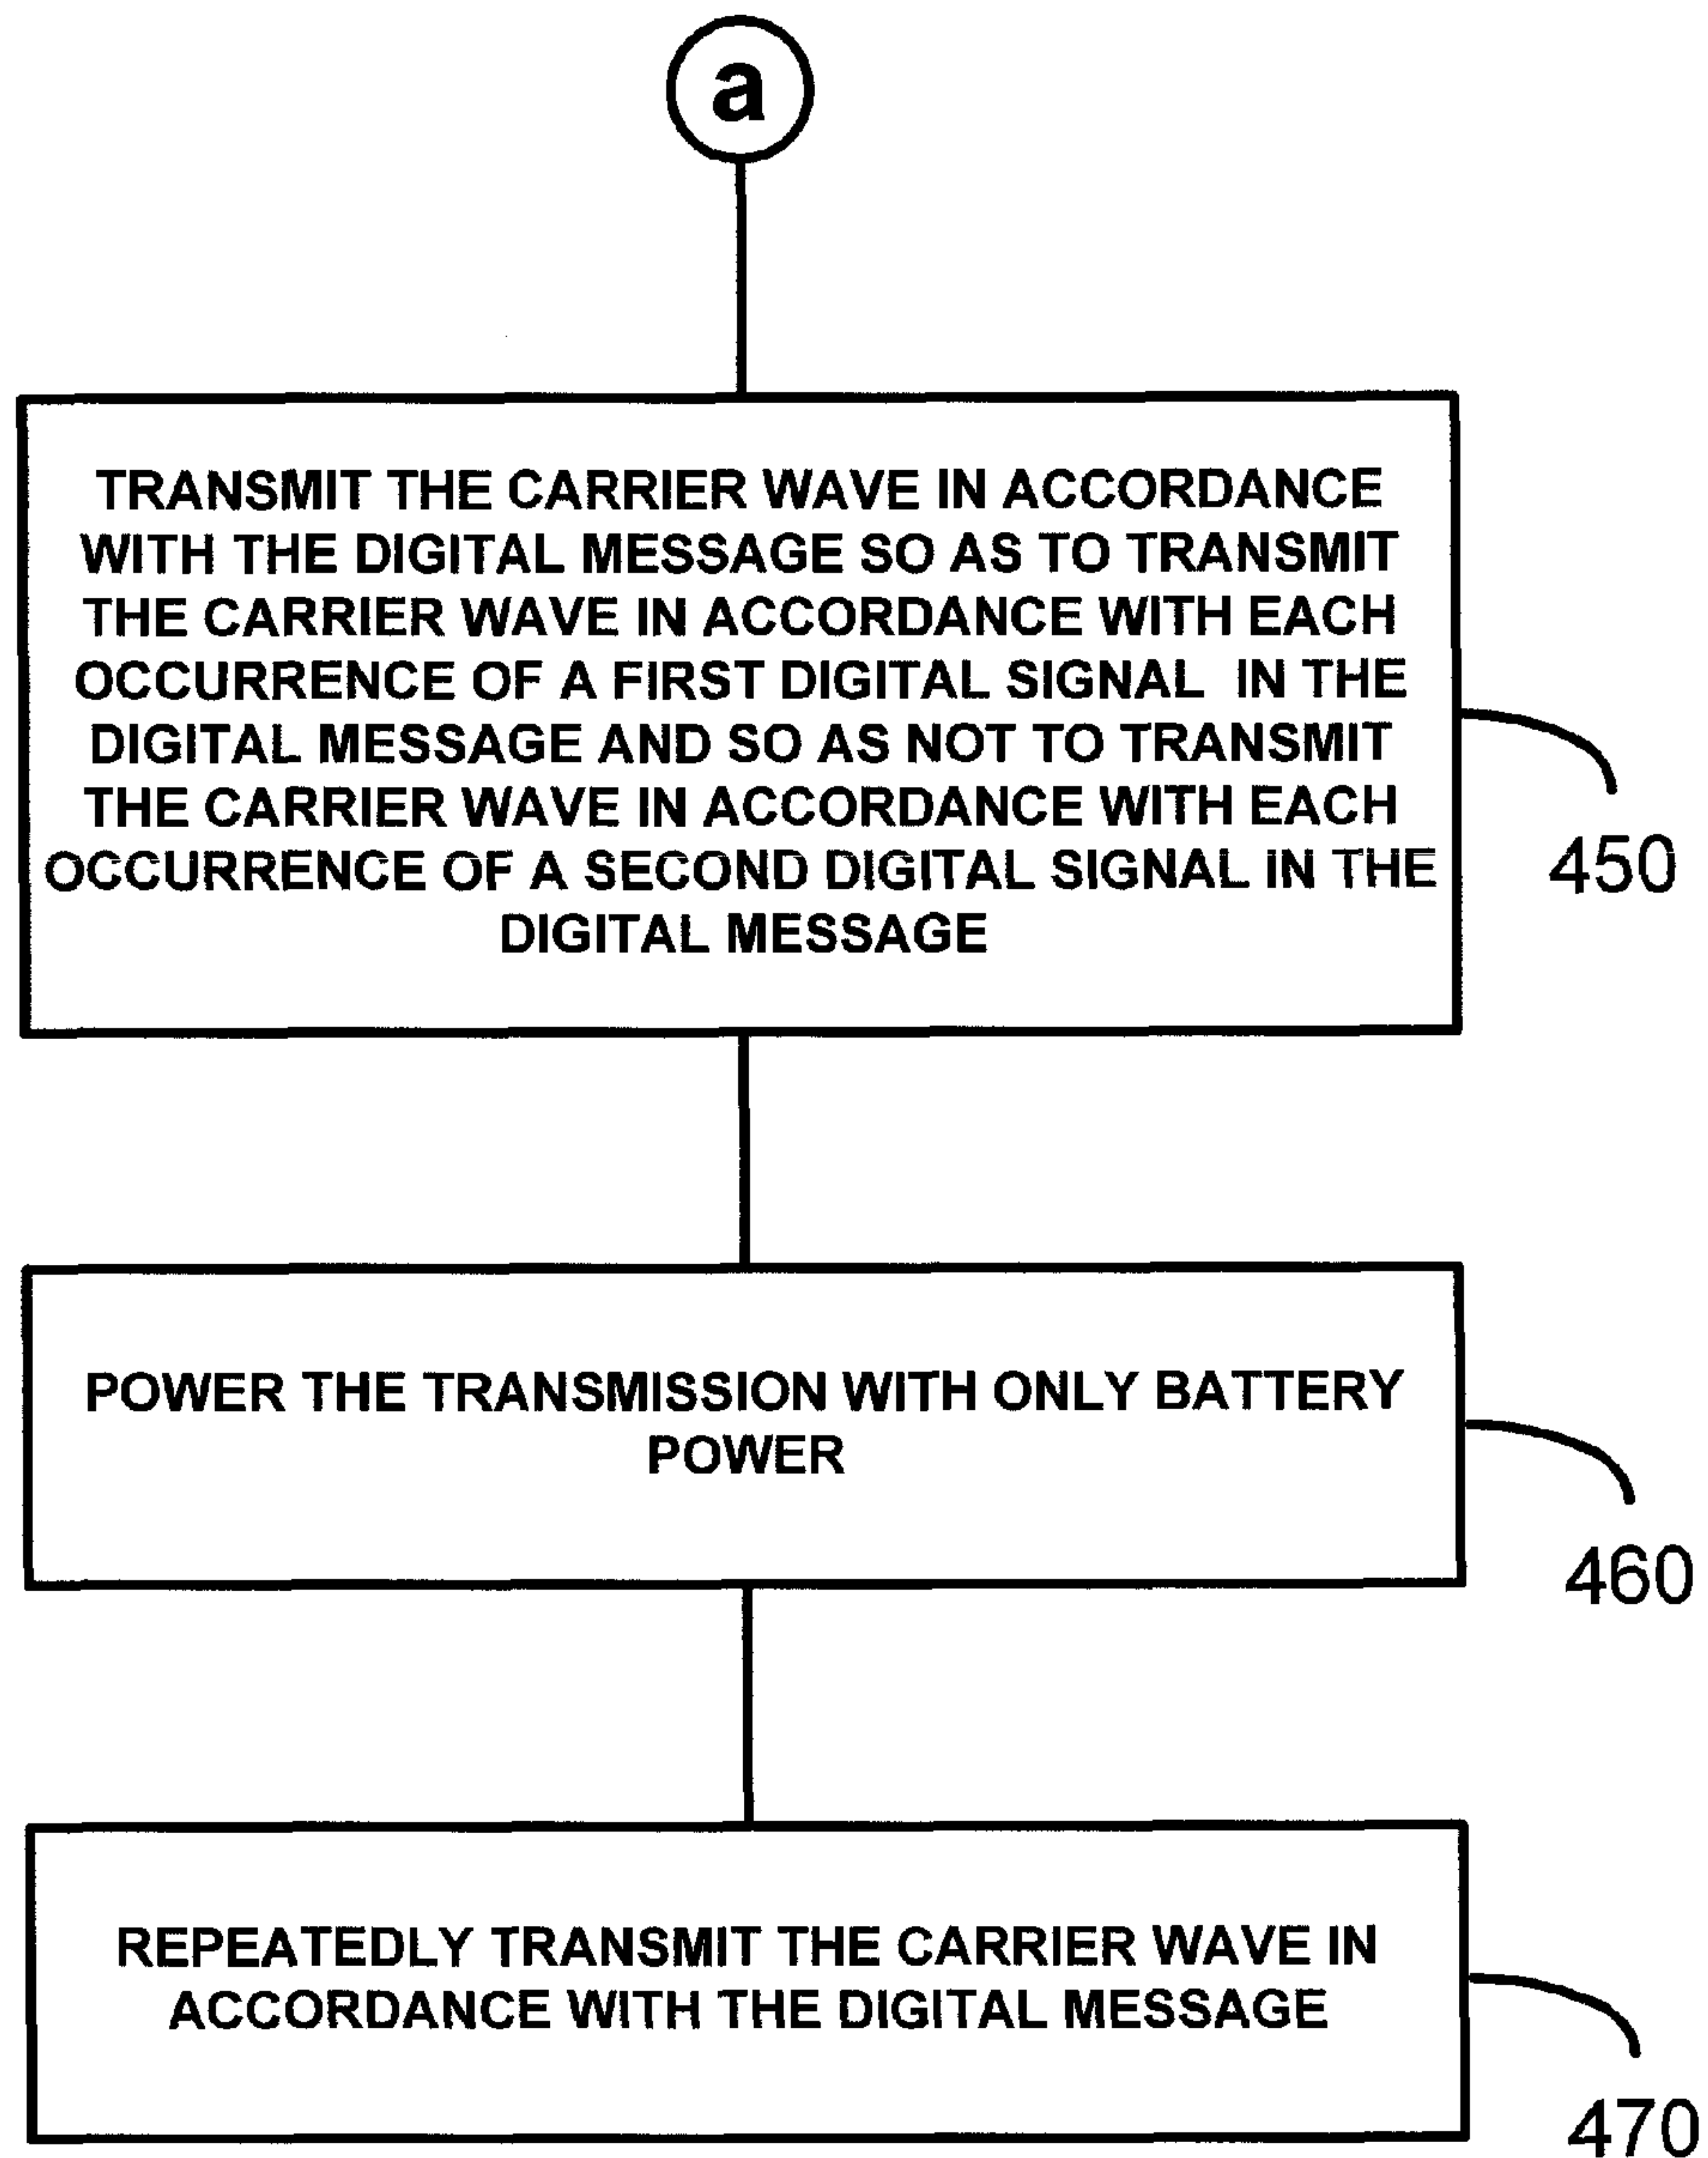 a
TRANSMIT THE CARRIER WAVE IN ACCORDANCE
WITH THE DIGITAL MESSAGE SO AS TO TRANSMIT
THE CARRIER WAVE IN ACCORDANCE WITH EACH
OCCURRENCE OF A FIRST DIGITAL SIGNAL IN THE
DIGITAL MESSAGE AND SO AS NOT TO TRANSMIT
THE CARRIER WAVE IN ACCORDANCE WITH EACH
OCCURRENCE OF A SECOND DIGITAL SIGNAL IN THE
DIGITAL MESSAGE
450
POWER THE TRANSMISSION WITH ONLY BATTERY
POWER
460
REPEATEDLY TRANSMIT THE CARRIER WAVE IN
ACCORDANCE WITH THE DIGITAL MESSAGE
470